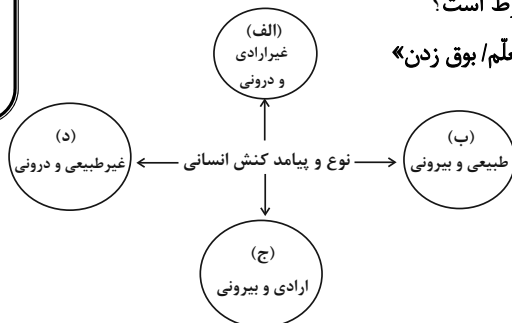 ط است؟
علّم/ بوق زدن»
(الف)
غیرارادی
و درونی
(ب)
طبیعی و بیرونی
نوع و پیامد کنش انسانی
(د)
غیرطبیعی و درونی
(ج)
ارادی و بیرونی